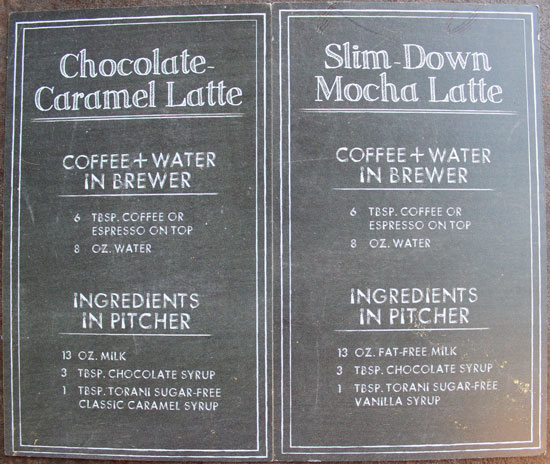 Chocolate-
Caramel Latte
COFFEE + WATER
IN BREWER
6 TBSP. COFFEE OR
ESPRESSO ON TOP
8 OZ. WATER
INGREDIENTS
IN PITCHER
13 OZ. MILK
3 TBSP. CHOCOLATE SYRUP
1 TBSP. TORANI SUGAR-FREE
CLASSIC CARAMEL SYRUP
Slim-Down
Mocha Latte
COFFEE + WATER
IN BREWER
6 TBSP. COFFEE OR
ESPRESSO ON TOP
8 OZ. WATER
INGREDIENTS
IN PITCHER
13 OZ. FAT-FREE MILK
3 TBSP. CHOCOLATE SYRUP
1 TBSP. TORANI SUGAR-FREE
VANILLA SYRUP